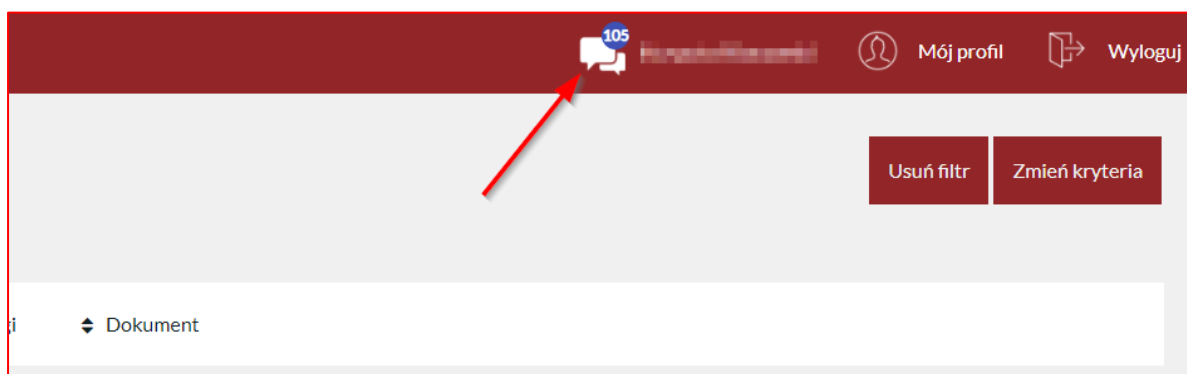 105
Mój profil
Wyloguj
Usuń filtr
Zmień kryteria
Dokument